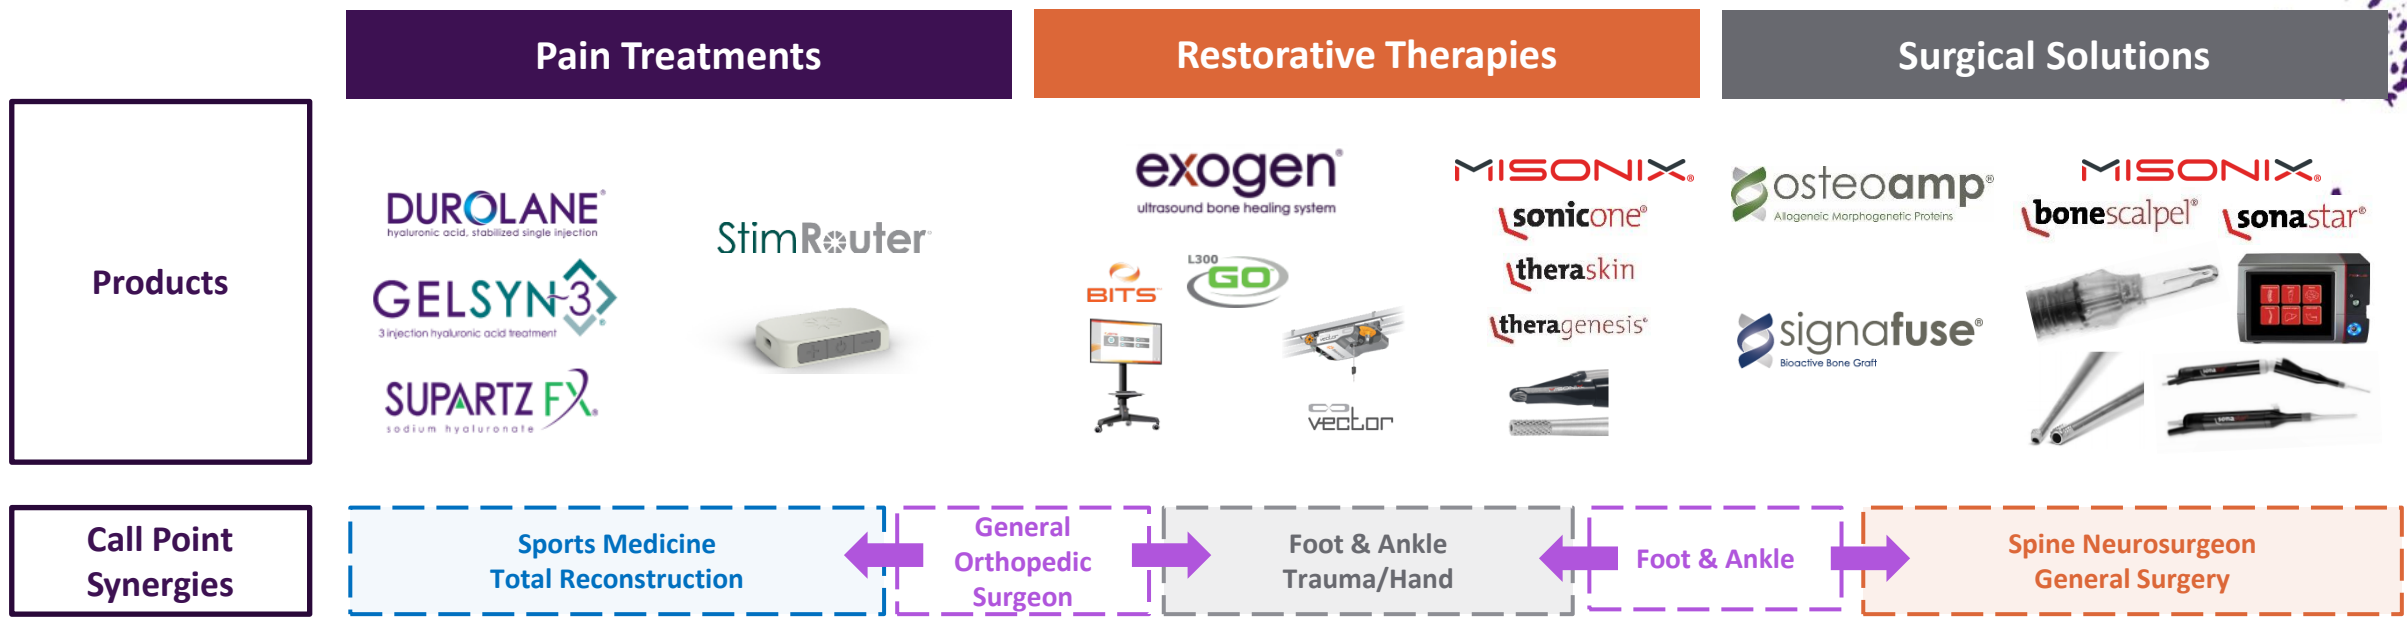 Pain Treatments
Restorative Therapies
Surgical Solutions
Products
DUROLANE®
hyaluronic acid, stabilized single injection
GELSYN-3®
3 injection hyaluronic acid treatment
SUPARTZ FX®
sodium hyaluronate
StimRouter
exogen®
ultrasound bone healing system
BITS
L300
GO
vector
vector
MISONIX®
sonicone®
theraskin
theragenesis®
osteoamp®
Allogeneic Morphogenetic Proteins
signafuse®
Bioactive Bone Graft
MISONIX®
bonescalpel®
sonastar®
Call Point
Synergies
Sports Medicine
Total Reconstruction
General
Orthopedic
Surgeon
Foot & Ankle
Trauma/Hand
Foot & Ankle
Spine Neurosurgeon
General Surgery